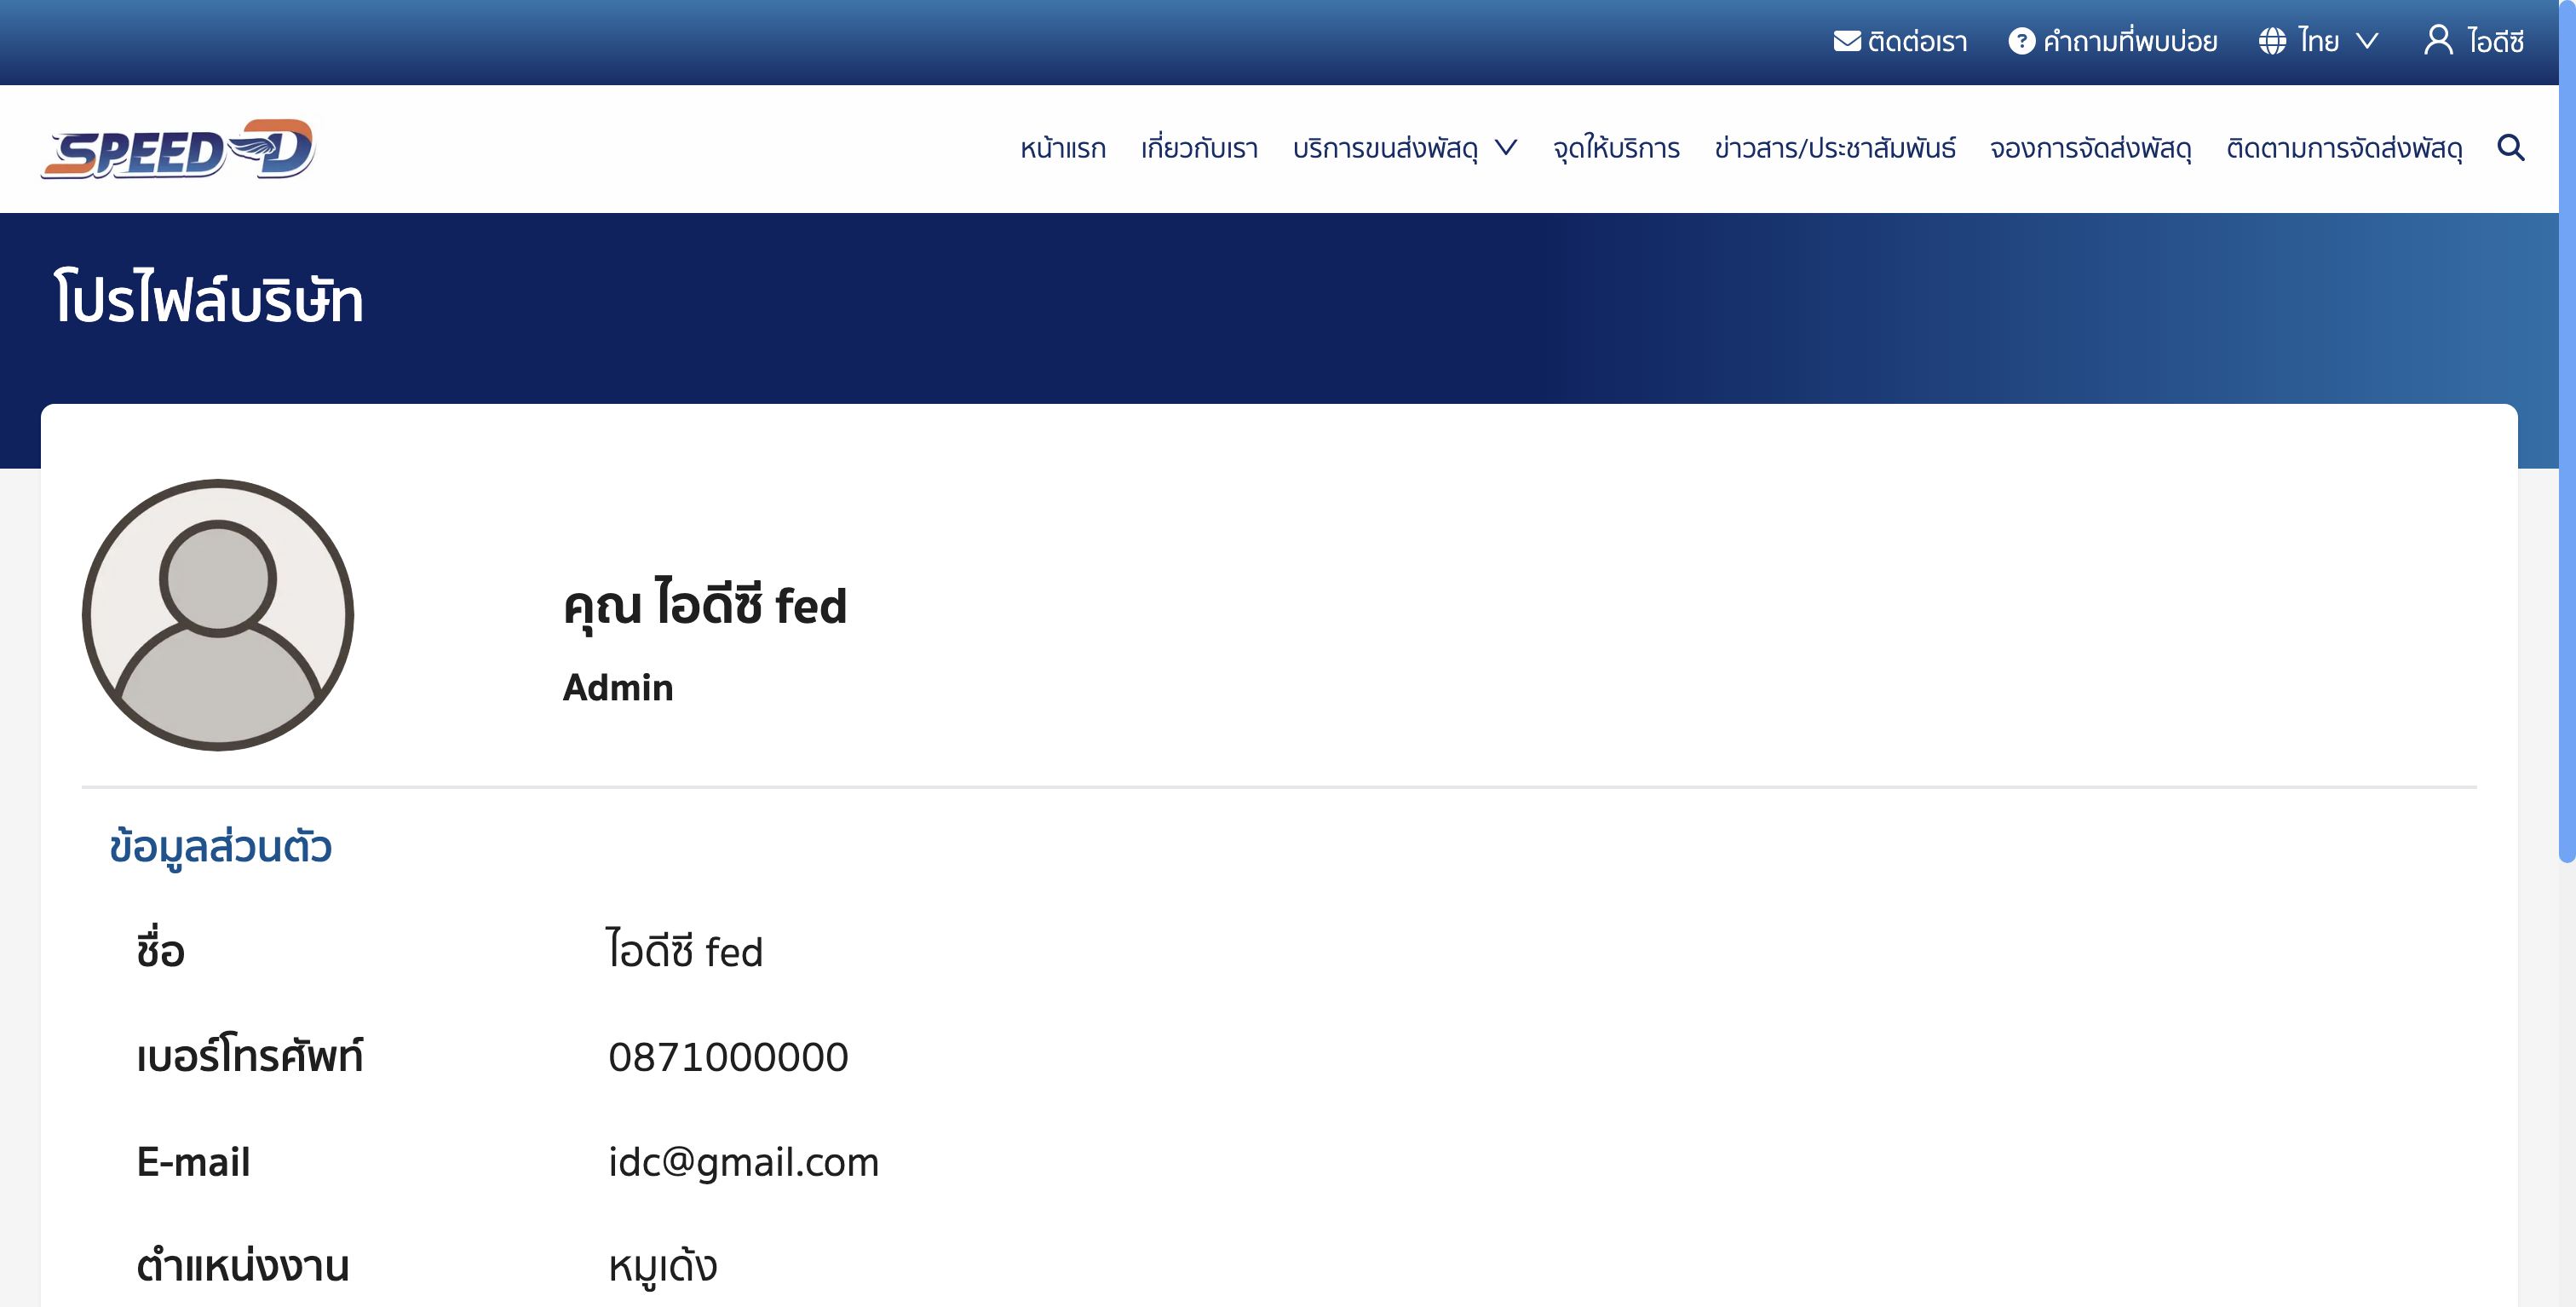 ติดต่อเรา คำถามที่พบบ่อย ไทย ไอดีซี
SPEED-D หน้าแรก เกี่ยวกับเรา บริการขนส่งพัสดุ จุดให้บริการ ข่าวสาร/ประชาสัมพันธ์ จองการจัดส่งพัสดุ ติดตามการจัดส่งพัสดุ
โปรไฟล์บริษัท
คุณ ไอดีซี fed
Admin
ข้อมูลส่วนตัว
ชื่อ ไอดีซี fed
เบอร์โทรศัพท์ 0871000000
E-mail idc@gmail.com
ตำแหน่งงาน หมูเด้ง